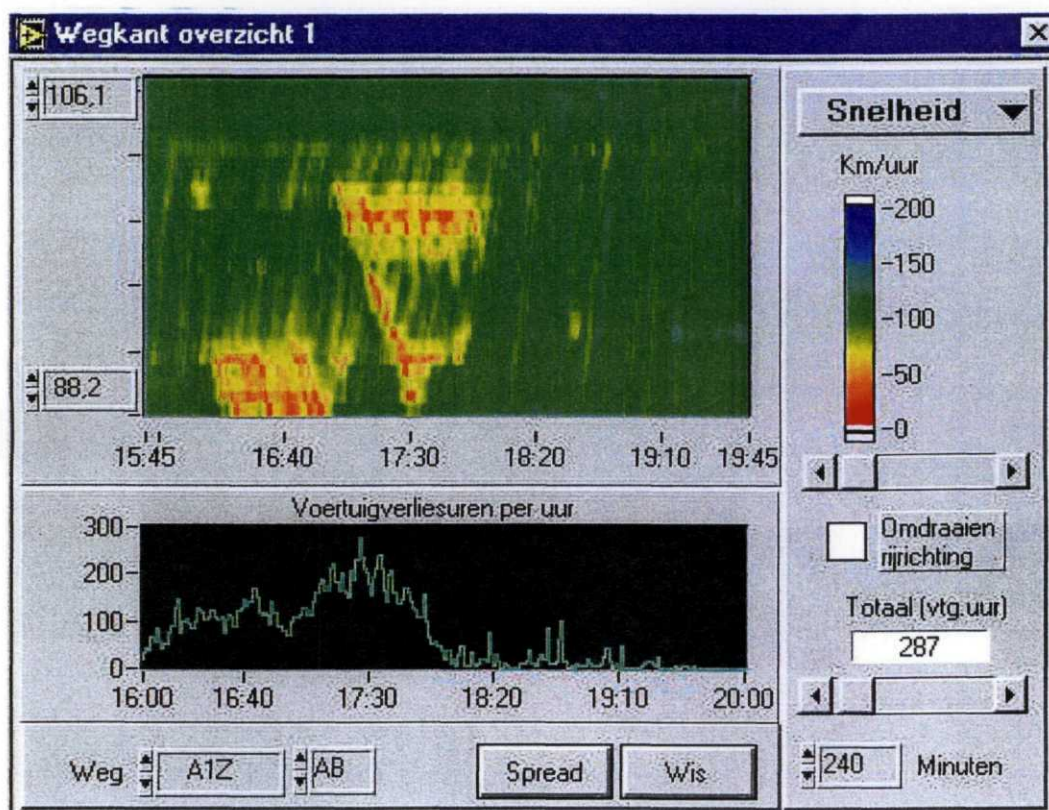 Wegkant overzicht 1
106,1
88,2
15:45 16:40 17:30 18:20 19:10 19:45
Snelheid
Km/uur
-200
-150
-100
-50
-0
Voertuigverliesuren per uur
300-
200-
100-
0-
16:00 16:40 17:30 18:20 19:10 20:00
Omdraaien
rijrichting
Totaal (vtg.uur)
287
Weg A1Z AB Spread Wis
240 Minuten